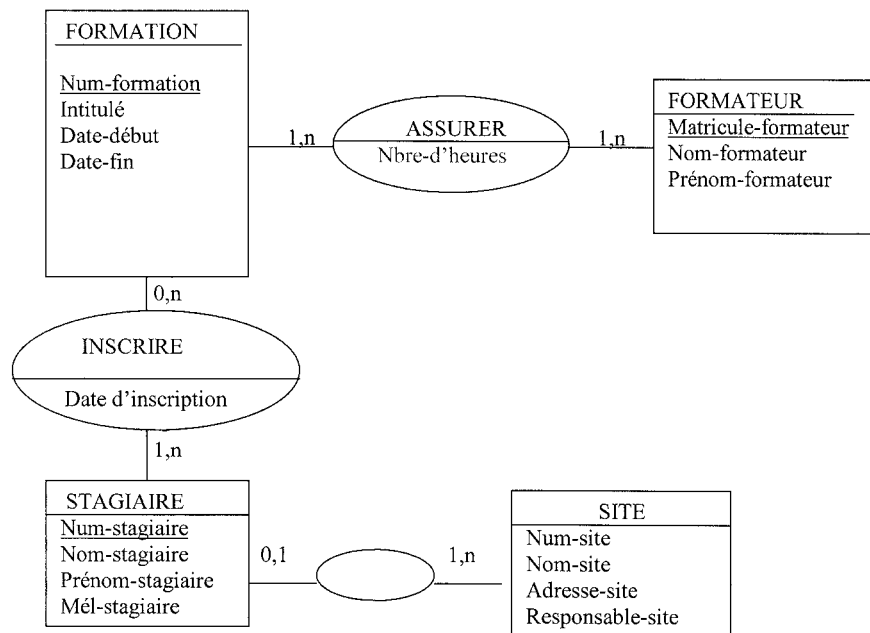 FORMATION
Num-formation
Intitulé
Date-début
Date-fin
1,n
ASSURER
Nbre-d'heures
1,n
FORMATEUR
Matricule-formateur
Nom-formateur
Prénom-formateur
0,n
INSCRIRE
Date d'inscription
1,n
STAGIAIRE
Num-stagiaire
Nom-stagiaire
Prénom-stagiaire
Mél-stagiaire
0,1
1,n
SITE
Num-site
Nom-site
Adresse-site
Responsable-site